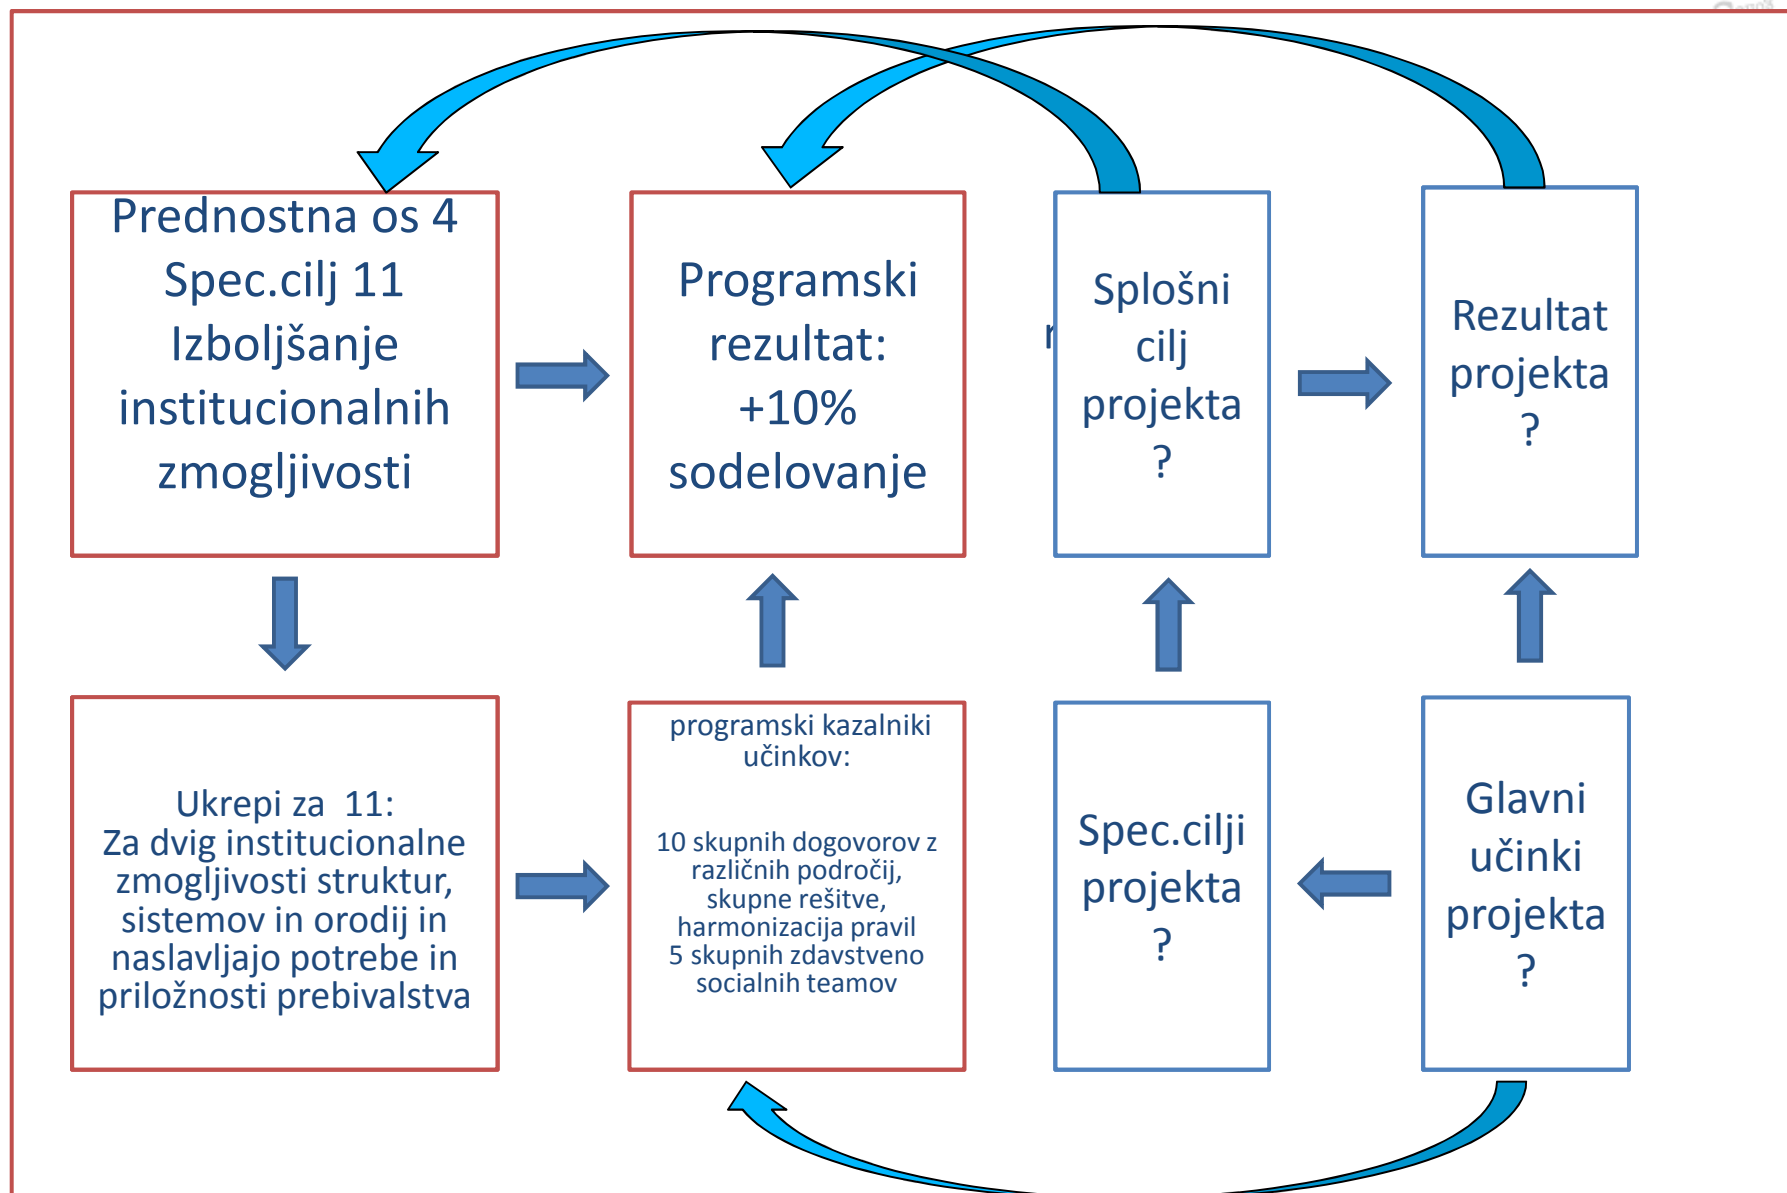 Prednostna os 4
Spec.cilj 11
Izboljšanje
institucionalnih
zmogljivosti
Programski
rezultat:
+10%
sodelovanje
Splošni
cilj
projekta
?
Rezultat
projekta
?
Ukrepi za  11:
Za dvig institucionalne
zmogljivosti struktur,
sistemov in orodij in
naslavljajo potrebe in
priložnosti prebivalstva
programski kazalniki
učinkov:
10 skupnih dogovorov z
različnih področij,
skupne rešitve,
harmonizacija pravil
5 skupnih zdavstveno
socialnih teamov
Spec.cilji
projekta
?
Glavni
učinki
projekta
?